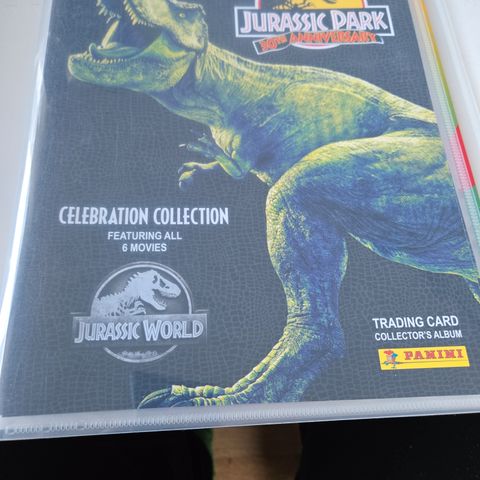 JURASSIC PARK
30TH ANNIVERSARY
CELEBRATION COLLECTION
FEATURING ALL
6 MOVIES
JURASSIC WORLD
TRADING CARD
COLLECTOR'S ALBUM
PANINI